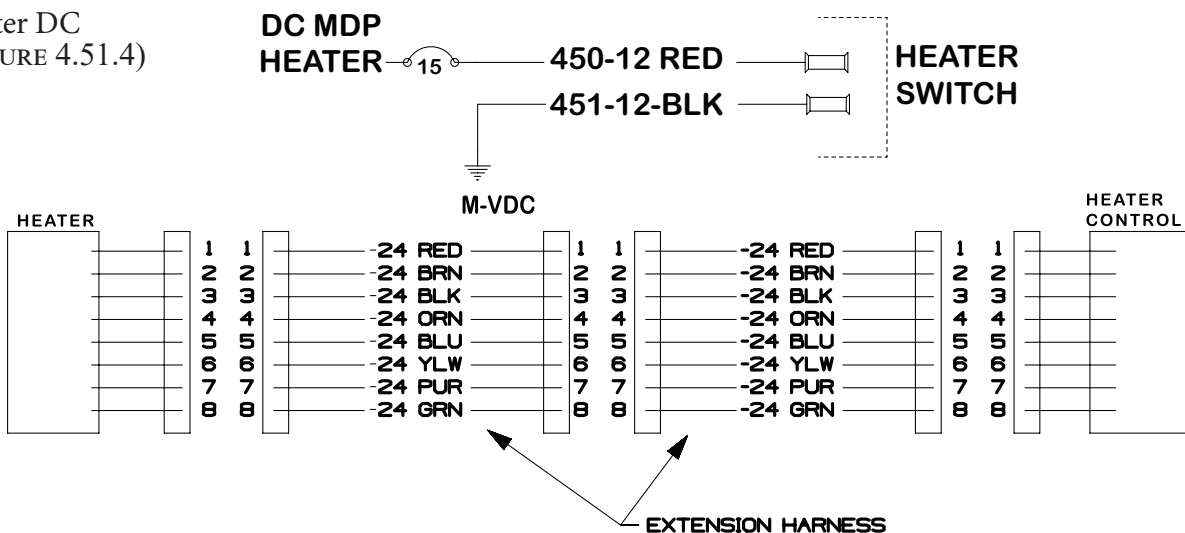 ter DC
URE 4.51.4)
DC MDP
HEATER 15 450-12 RED
451-12-BLK
HEATER
SWITCH
M-VDC
HEATER
HEATER
CONTROL
1 1 -24 RED 1 1 -24 RED 1 1
2 2 -24 BRN 2 2 -24 BRN 2 2
3 3 -24 BLK 3 3 -24 BLK 3 3
4 4 -24 ORN 4 4 -24 ORN 4 4
5 5 -24 BLU 5 5 -24 BLU 5 5
6 6 -24 YLW 6 6 -24 YLW 6 6
7 7 -24 PUR 7 7 -24 PUR 7 7
8 8 -24 GRN 8 8 -24 GRN 8 8
EXTENSION HARNESS